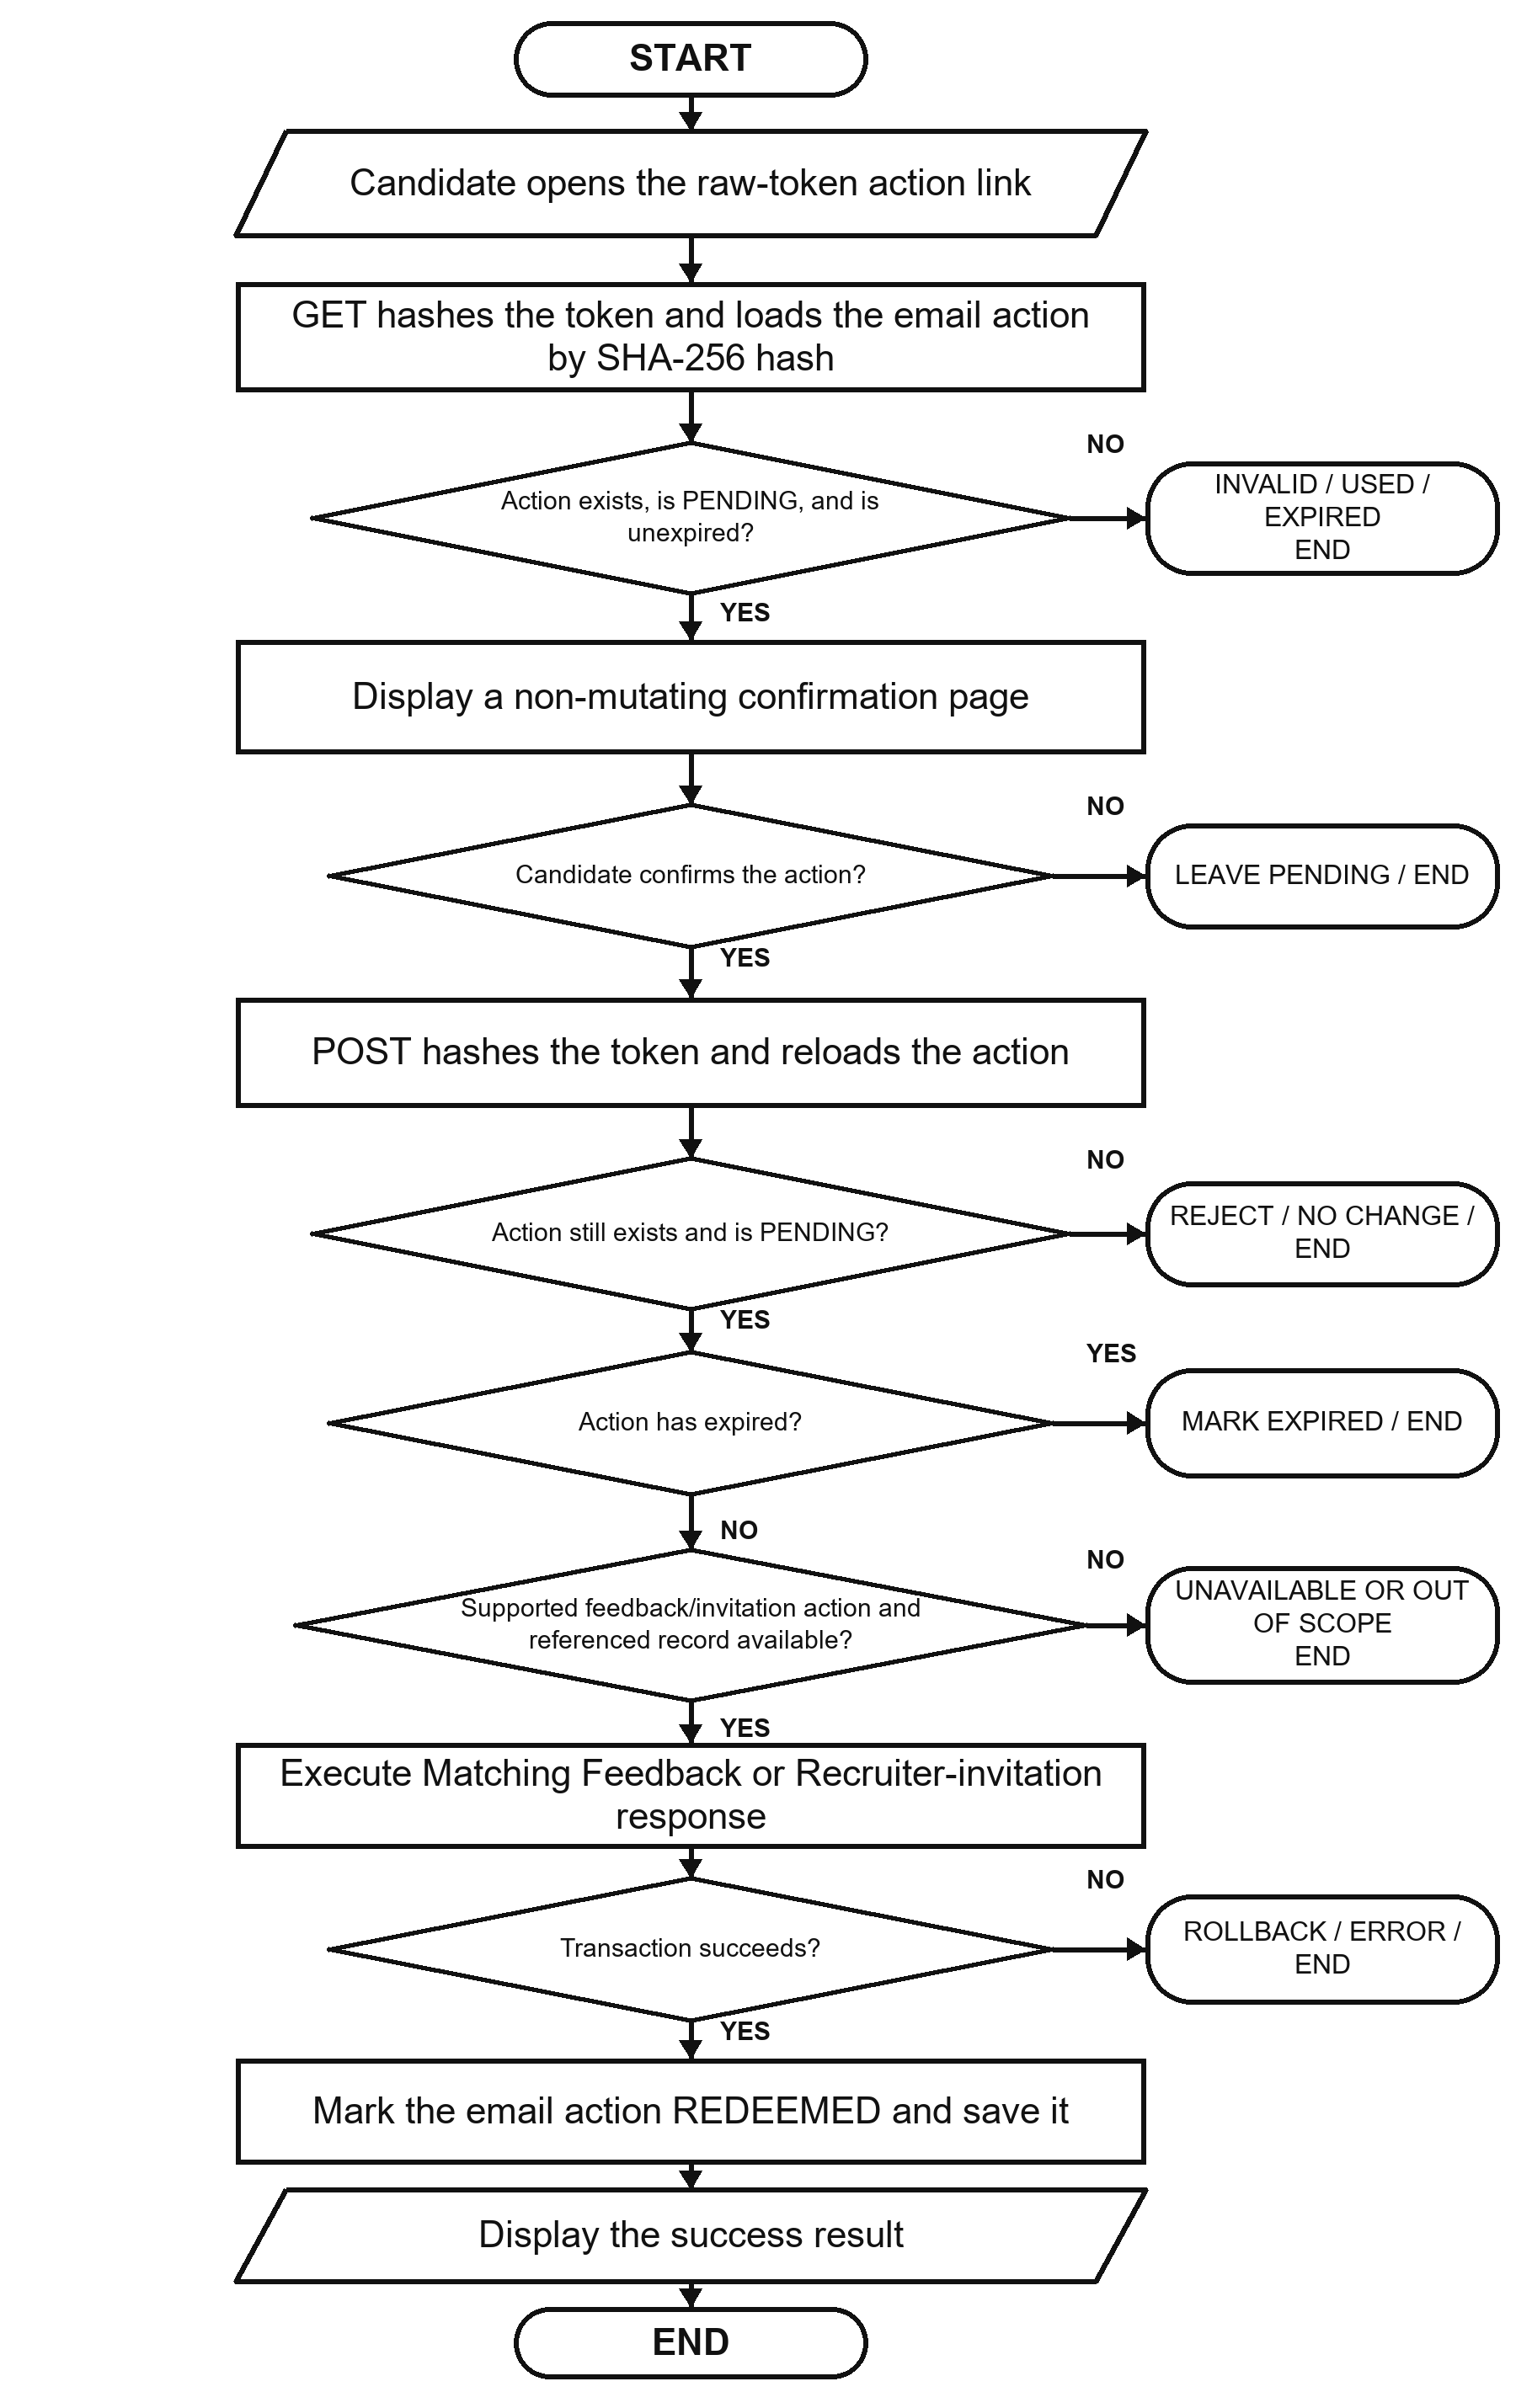 START
Candidate opens the raw-token action link
GET hashes the token and loads the email action
by SHA-256 hash
Action exists, is PENDING, and is
unexpired?
NO
INVALID / USED /
EXPIRED
END
YES
Display a non-mutating confirmation page
Candidate confirms the action?
NO
LEAVE PENDING / END
YES
POST hashes the token and reloads the action
Action still exists and is PENDING?
NO
REJECT / NO CHANGE /
END
YES
Action has expired?
YES
MARK EXPIRED / END
NO
Supported feedback/invitation action and
referenced record available?
NO
UNAVAILABLE OR OUT
OF SCOPE
END
YES
Execute Matching Feedback or Recruiter-invitation
response
Transaction succeeds?
NO
ROLLBACK / ERROR /
END
YES
Mark the email action REDEEMED and save it
Display the success result
END